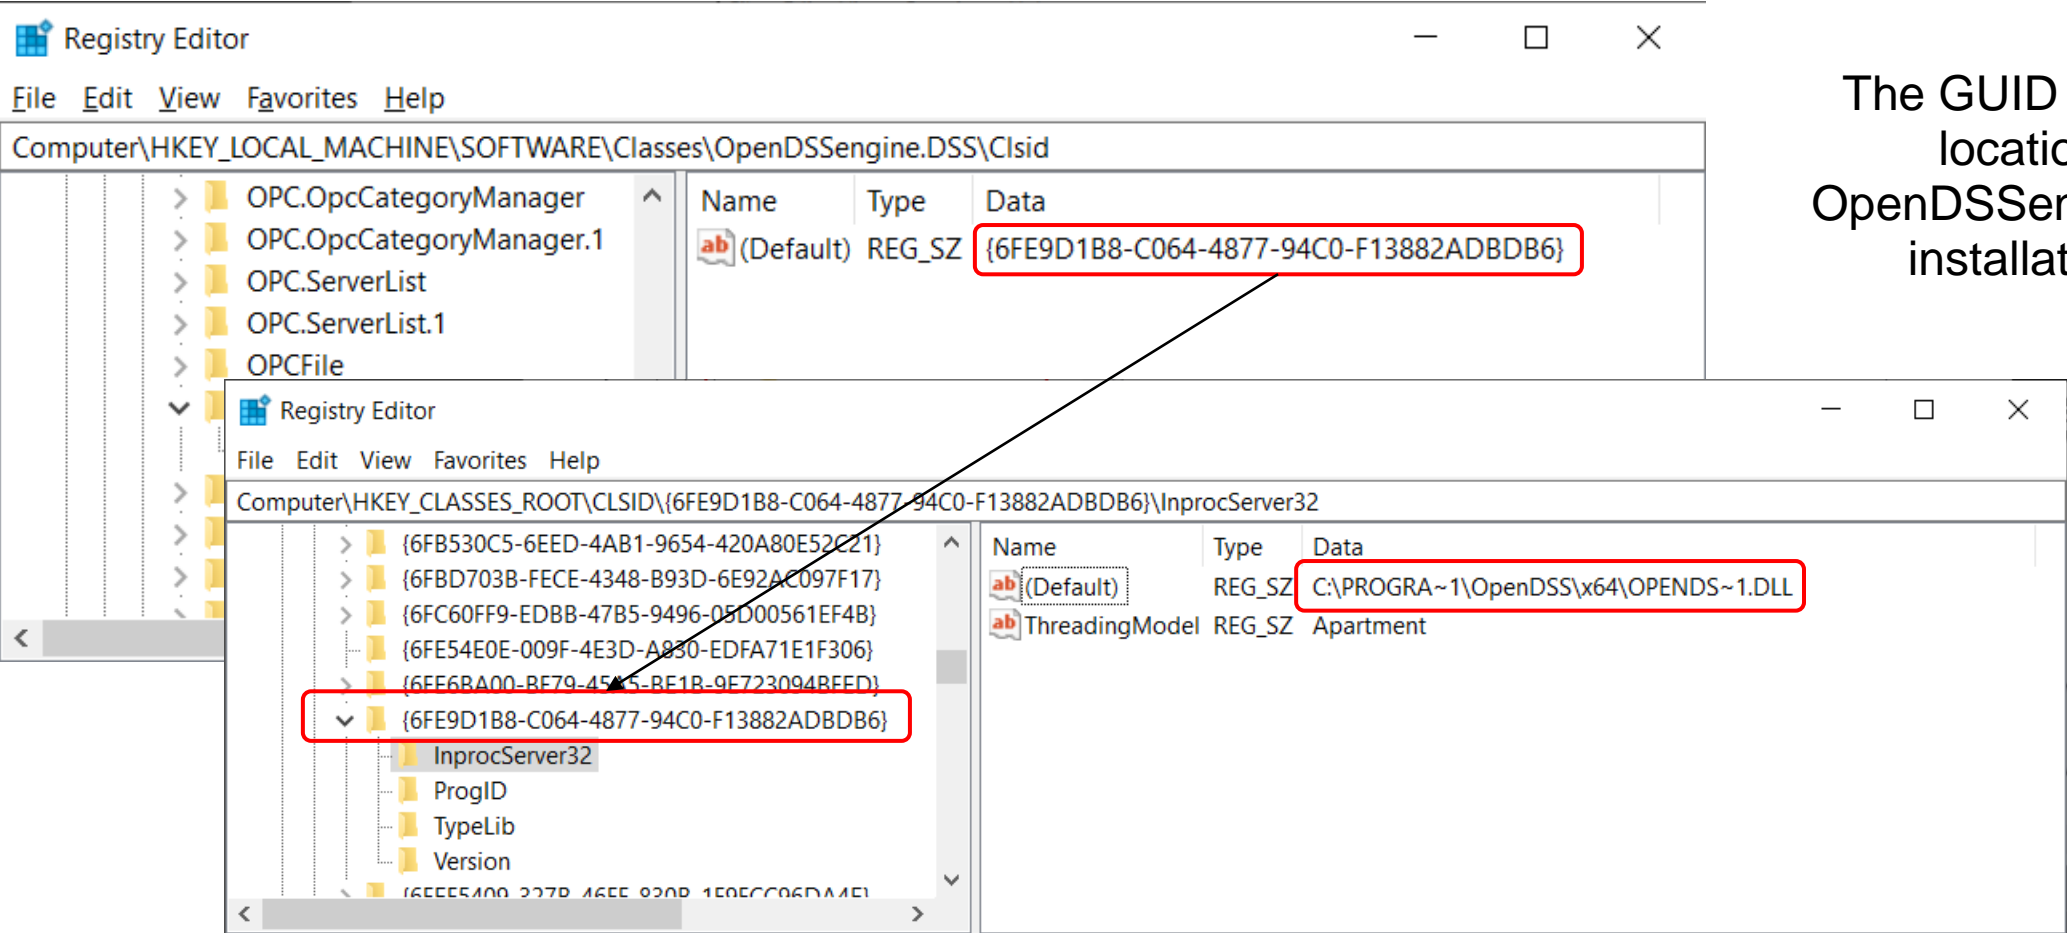 Registry Editor
File Edit View Favorites Help
Computer\HKEY_LOCAL_MACHINE\SOFTWARE\Classes\OpenDSSengine.DSS\Clsid
OPC.OpcCategoryManager
OPC.OpcCategoryManager.1
OPC.ServerList
OPC.ServerList.1
OPCFile
Name Type Data
ab (Default) REG_SZ {6FE9D1B8-C064-4877-94C0-F13882ADBDB6}
The GUID
OpenDSSEn
Registry Editor
File Edit View Favorites Help
Computer\HKEY_CLASSES_ROOT\CLSID\{6FE9D1B8-C064-4877-94C0-F13882ADBDB6}\InprocServer32
{6FB530C5-6EED-4AB1-9654-420A80E52C21}
{6FBD703B-FECE-4348-B93D-6E92AC097F17}
{6FC60FF9-EDBB-47B5-9496-05D00561EF4B}
{6FE54E0E-009F-4E3D-A830-EDFA71E1F306}
{6FE9D1B8-C064-4877-94C0-F13882ADBDB6}
InprocServer32
ProgID
TypeLib
Version
Name Type Data
ab (Default) REG_SZ C:\PROGRA~1\OpenDSS\x64\OPENDS~1.DLL
ab ThreadingModel REG_SZ Apartment